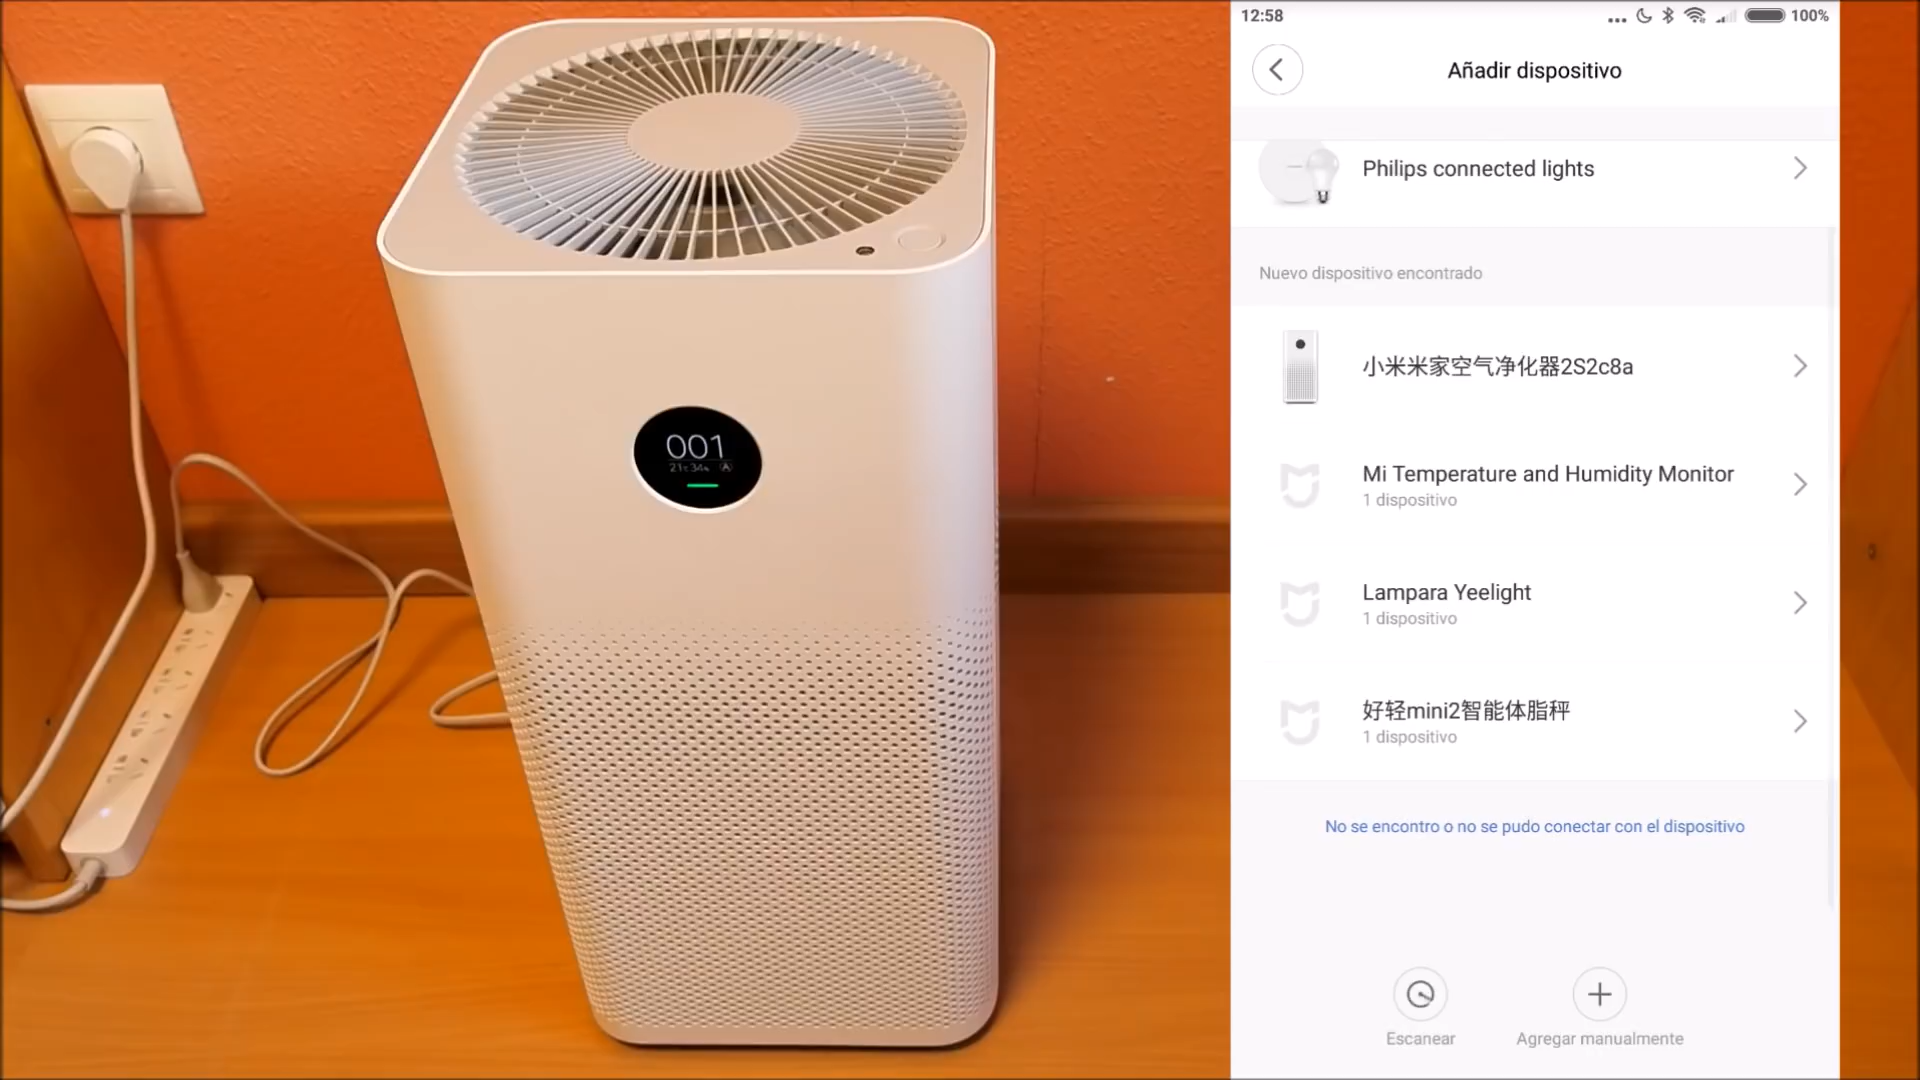 001
12:58
100%
Añadir dispositivo
Philips connected lights
Nuevo dispositivo encontrado
小米米家空气净化器2S2c8a
Mi Temperature and Humidity Monitor
1 dispositivo
Lampara Yeelight
1 dispositivo
好轻mini2智能体脂秤
1 dispositivo
No se encontro o no se pudo conectar con el dispositivo
Escanear
Agregar manualmente